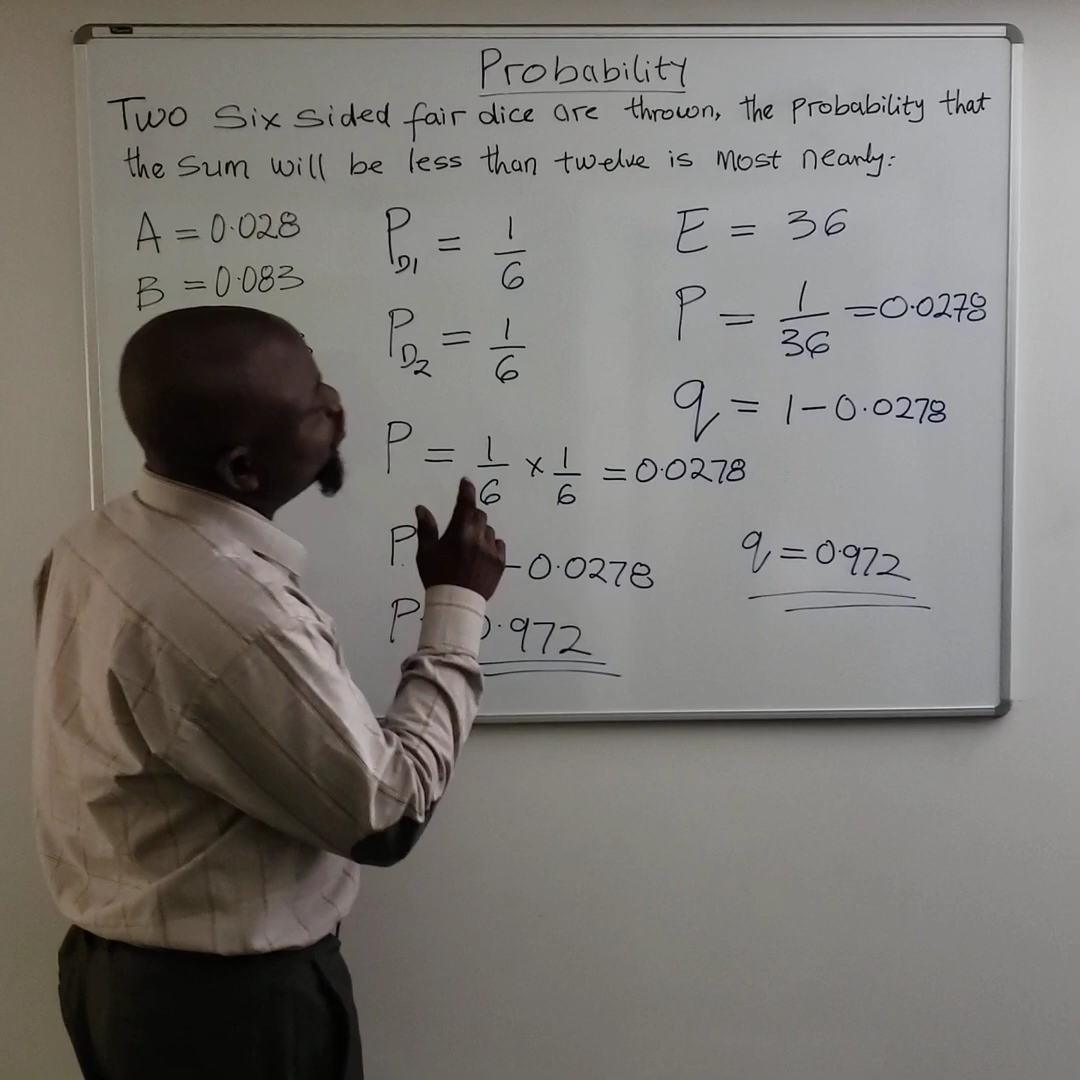 Probability
Two six sided fair dice are thrown, the probability that
the sum will be less than twelve is most nearly:
A = 0.028
B = 0.083
P_D1 = 1/6
P_D2 = 1/6
P = 1/6 × 1/6 = 0.0278
P - 0.0278
P .972
E = 36
P = 1/36 = 0.0278
q = 1 - 0.0278
q = 0.972